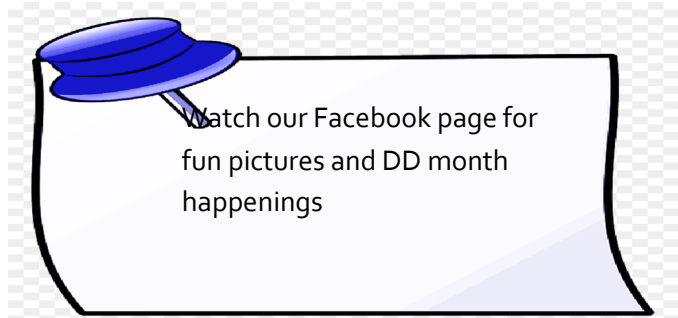 Watch our Facebook page for
fun pictures and DD month
happenings